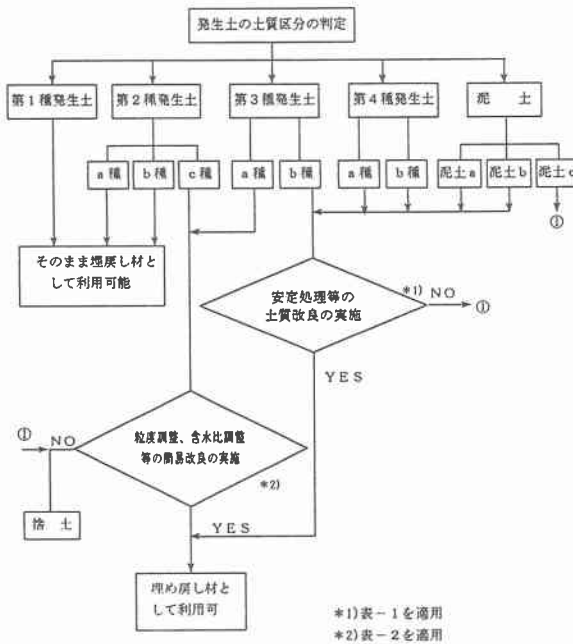 発生土の土質区分の判定
第1種発生土
第2種発生土
第3種発生土
第4種発生土
泥 土
a種
b種
c種
a種
b種
a種
b種
泥土a
泥土b
泥土c
①
そのまま埋戻し材と
して利用可能
安定処理等の
土質改良の実施
*1)
NO
①
YES
①
NO
粒度調整、含水比調整
等の簡易改良の実施
*2)
捨 土
YES
埋め戻し材と
して利用可
*1)表-1を適用
*2)表-2を適用